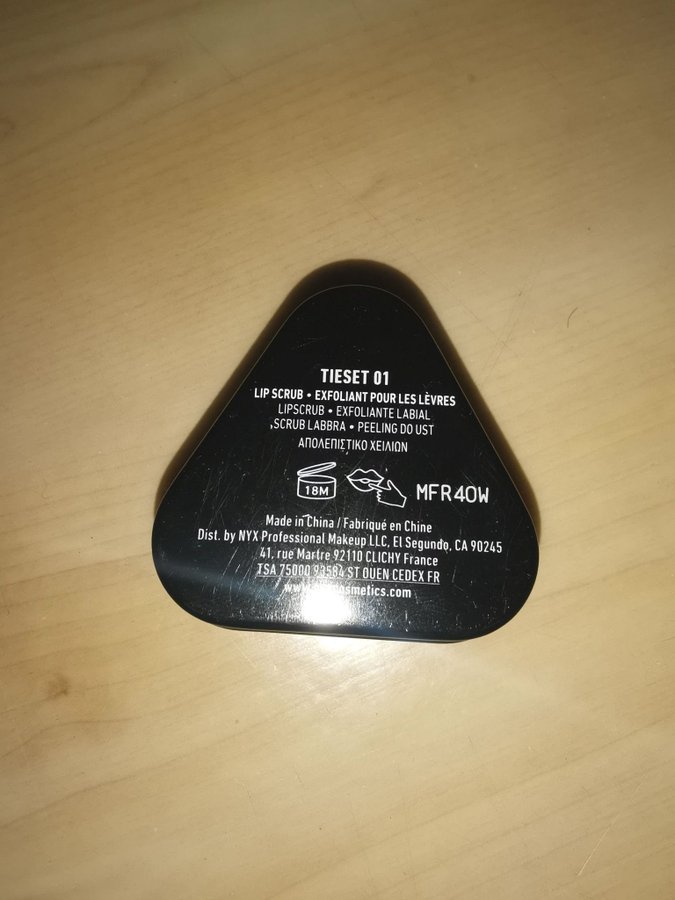 TIESET 01
LIP SCRUB • EXFOLIANT POUR LES LÈVRES
LIPSCRUB • EXFOLIANTE LABIAL
SCRUB LABBRA • PEELING DO UST
ΑΠΟΛΕΠΙΣΤΙΚΟ ΧΕΙΛΙΩΝ
18M MFR40W
Made in China / Fabriqué en Chine
Dist. by NYX Professional Makeup LLC, El Segundo, CA 90245
41, rue Martre 92110 CLICHY France
TSA 75000 93584 ST OUEN CEDEX FR